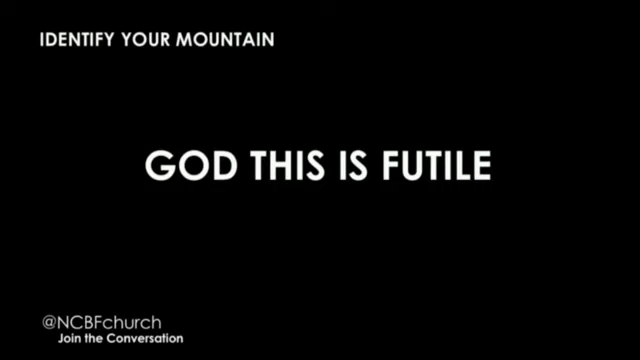 IDENTIFY YOUR MOUNTAIN
GOD THIS IS FUTILE
@NCBFchurch
Join the Conversation